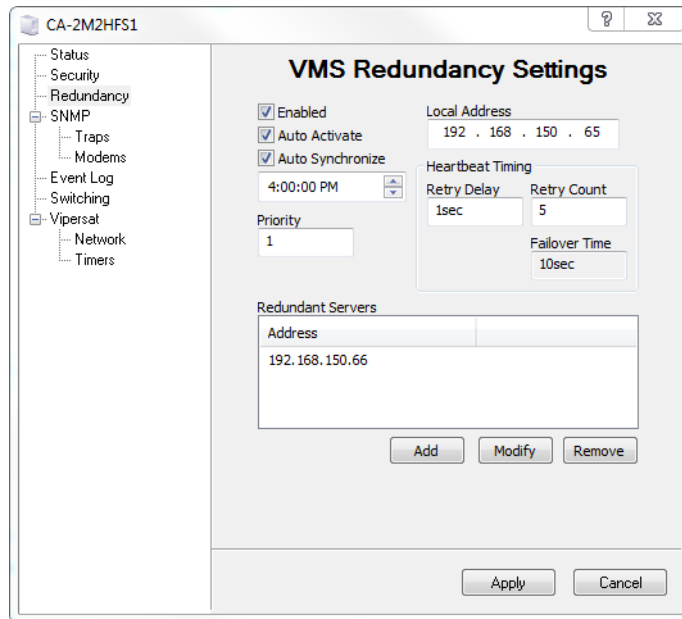 CA-2M2HFS1
Status
Security
Redundancy
SNMP
Traps
Modems
Event Log
Switching
Vipersat
Network
Timers
VMS Redundancy Settings
Enabled
Auto Activate
Auto Synchronize
4:00:00 PM
Priority
1
Local Address
192 . 168 . 150 . 65
Heartbeat Timing
Retry Delay Retry Count
1sec 5
Failover Time
10sec
Redundant Servers
Address
192.168.150.66
Add Modify Remove
Apply Cancel